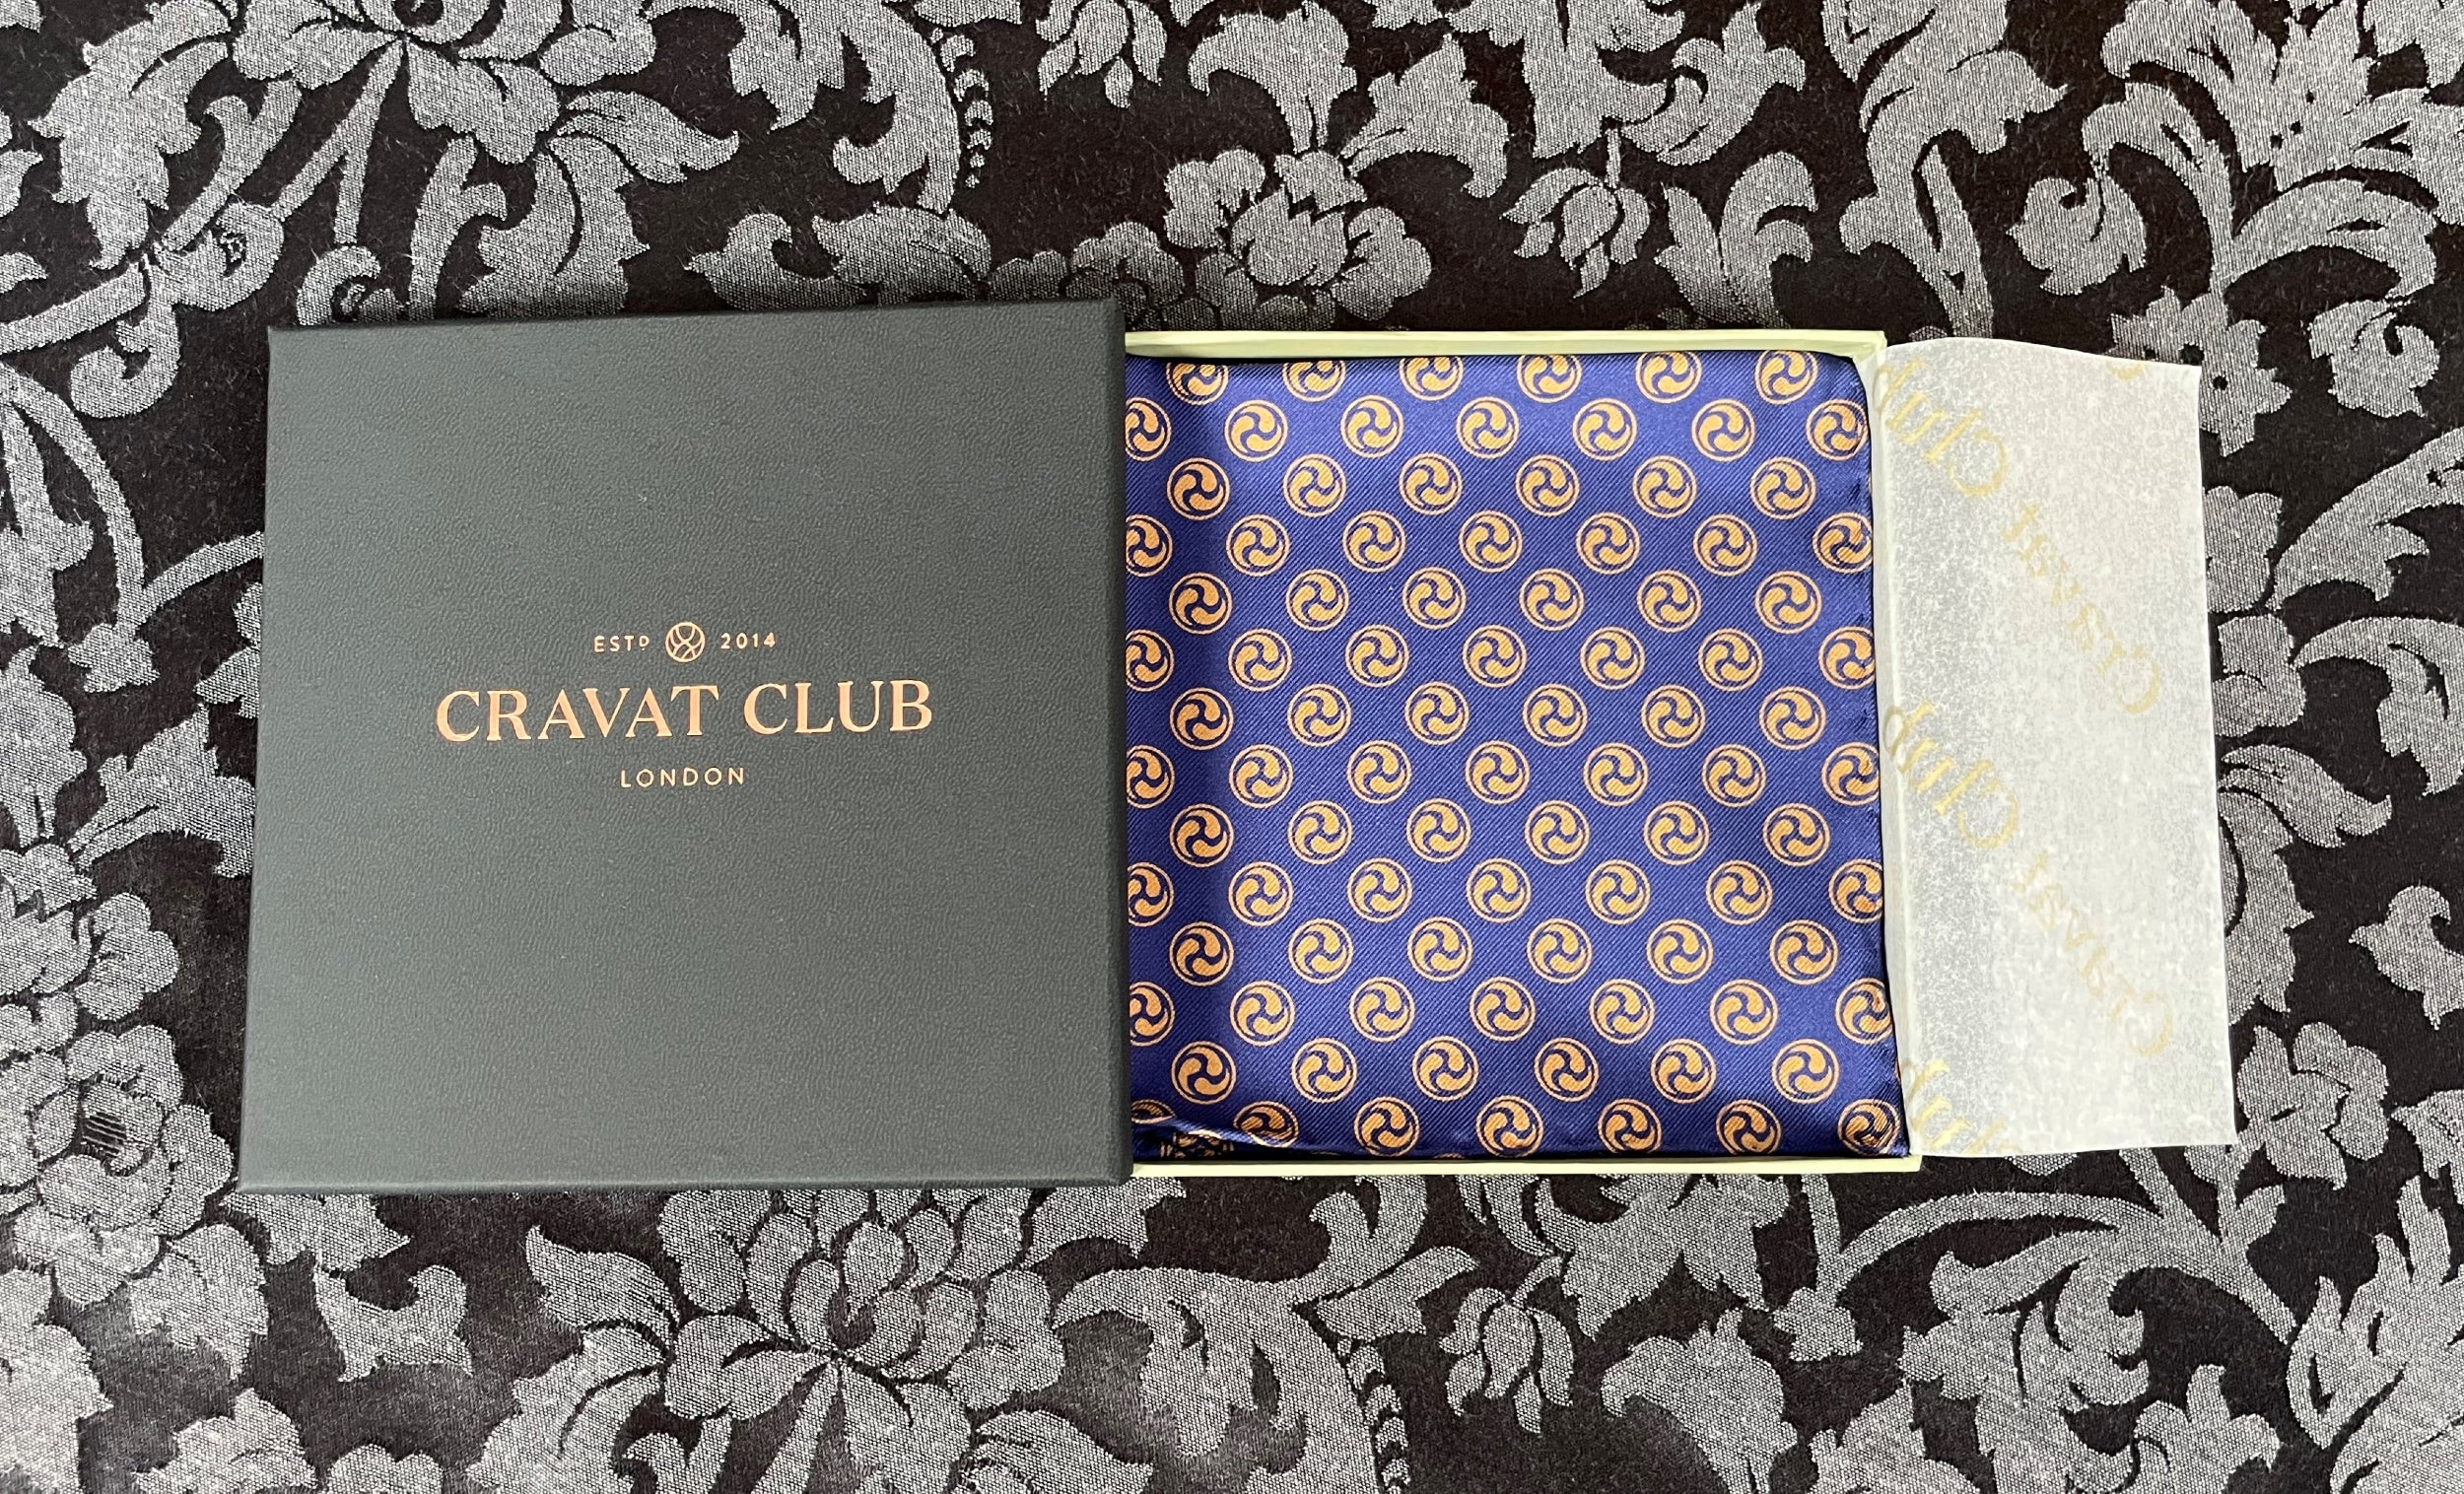 ESTD 2014
CRAVAT CLUB
LONDON
Cravat Club
Cravat Club